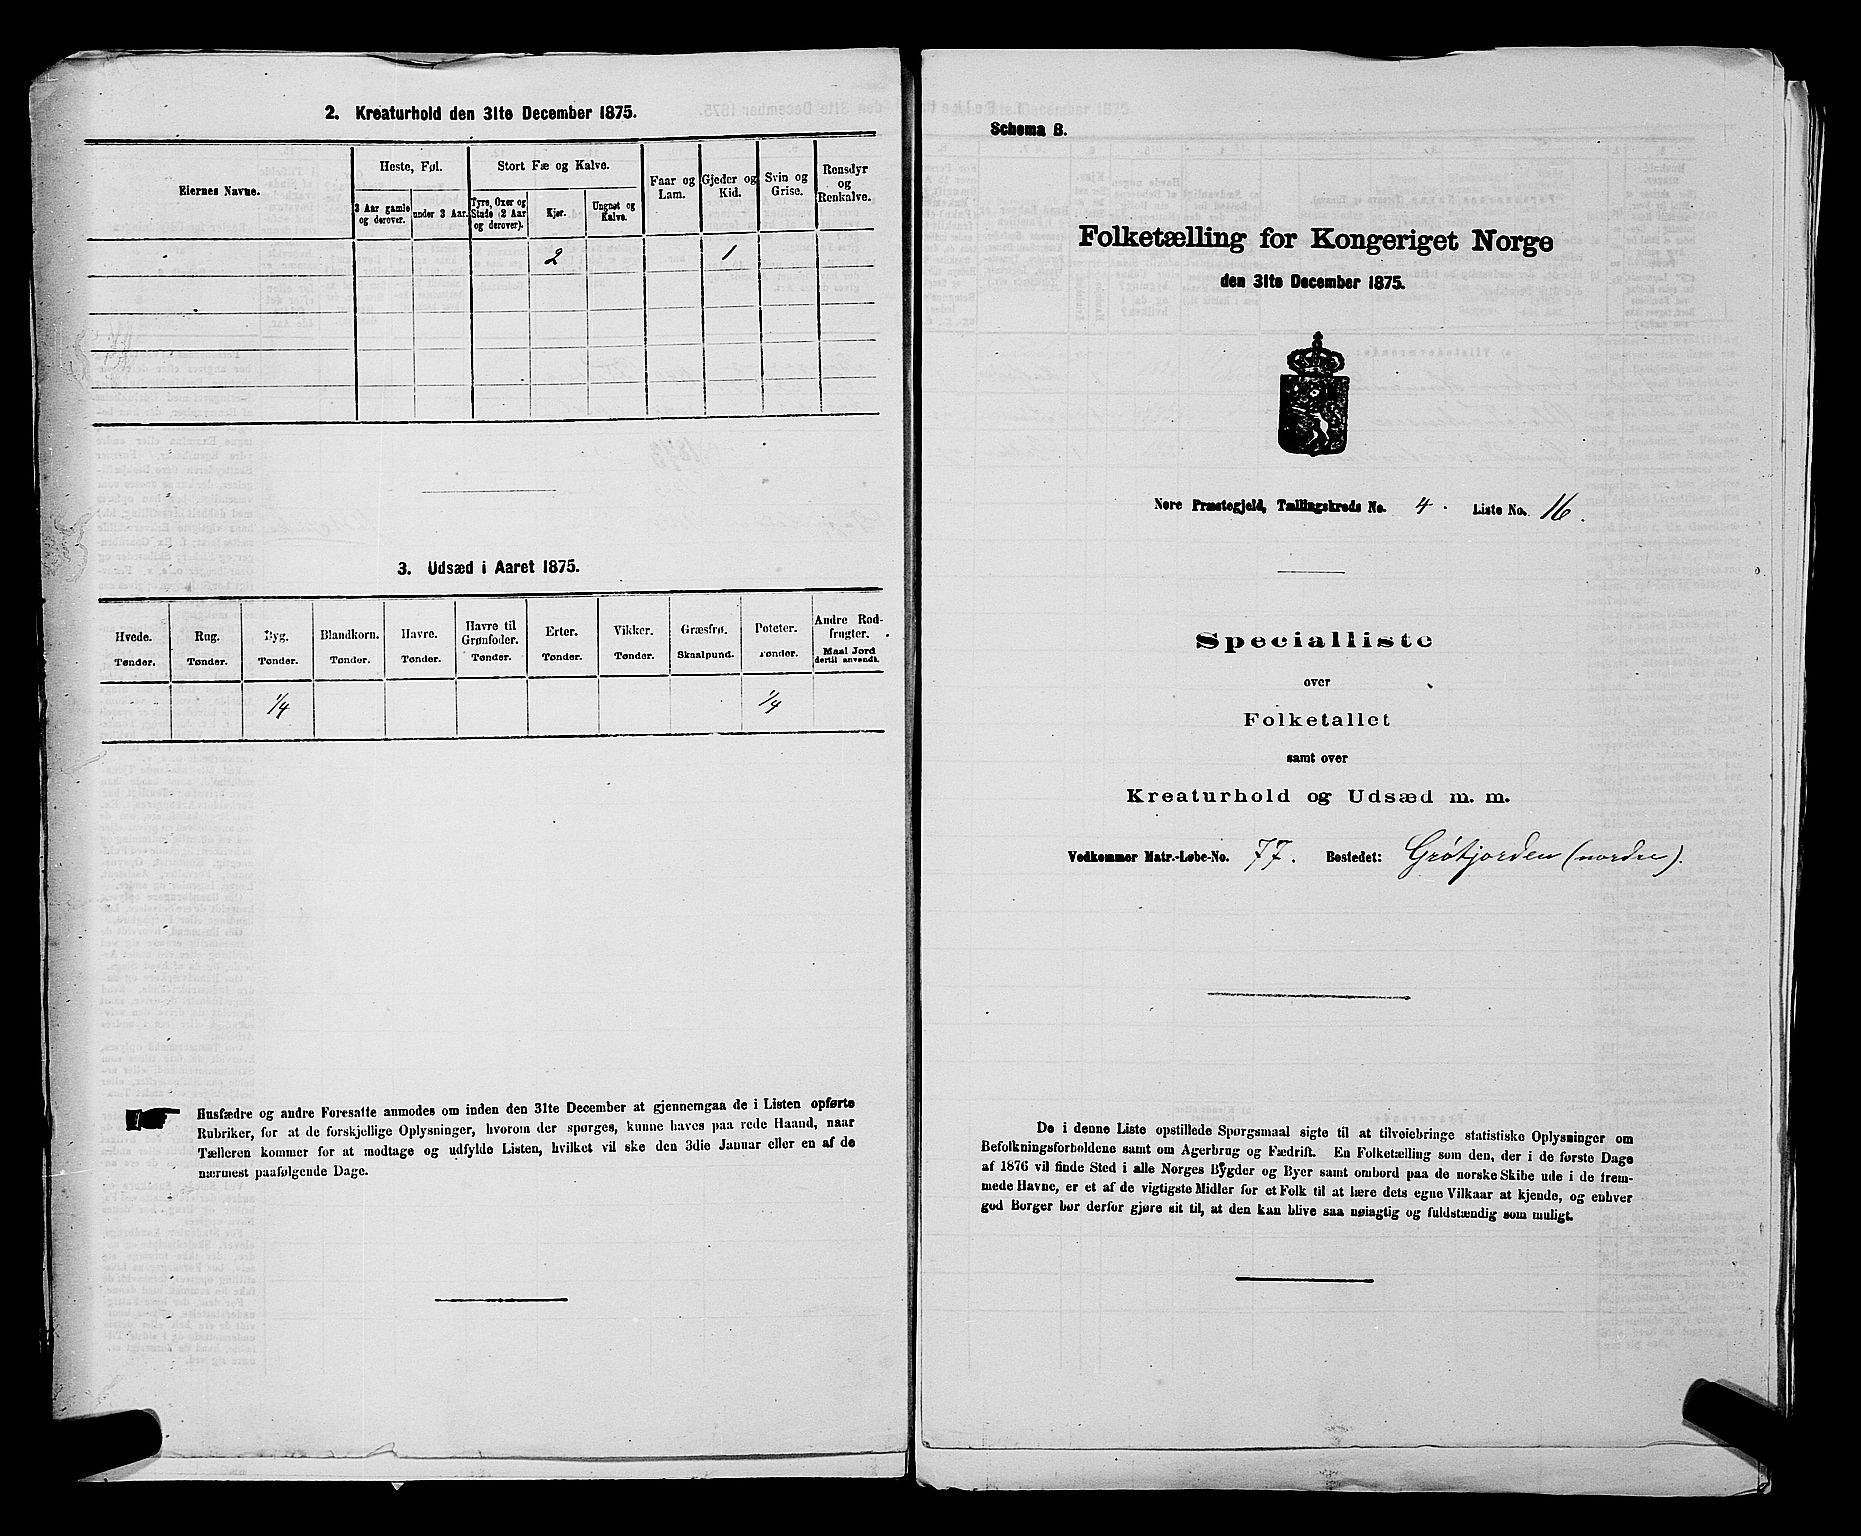 2. Kreaturhold den 31te December 1875.
Eiernes Navne.
Heste, Føl.
3 Aar gamle og derover.
under 3 Aar.
Stort Fæ og Kalve.
Tyre, Oxer og Stude (2 Aar og derover).
Kjør.
Ungnøt og Kalve.
Faar og Lam.
Gjeder og Kid.
Svin og Grise.
Rensdyr og Renkalve.
2 1
3. Udsæd i Aaret 1875.
Hvede. Tønder.
Rug. Tønder.
Byg. Tønder.
Blandkorn. Tønder.
Havre. Tønder.
Havre til Grønfoder. Tønder.
Erter. Tønder.
Vikker. Tønder.
Græsfrø. Skaalpund.
Poteter. Tønder.
Andre Rodfrugter. Maal Jord dertil anvendt.
1/4 1/4
Husfædre og andre Foresatte anmodes om inden den 31te December at gjennemgaa de i Listen opførte
Rubriker, for at de forskjellige Oplysninger, hvorom der spørges, kunne haves paa rede Haand, naar
Tælleren kommer for at modtage og udfylde Listen, hvilket vil ske den 3die Januar eller en af de
nærmest paafølgende Dage.
Schema B.
Folketælling for Kongeriget Norge
den 31te December 1875.
Nore Præstegjeld, Tællingskreds No. 4. Liste No. 16.
Specialliste
over
Folketallet
samt over
Kreaturhold og Udsæd m. m.
Vedkommer Matr.-Løbe-No. 77. Bostedet: Grøtjorden (nordre).
De i denne Liste opstillede Spørgsmaal sigte til at tilveiebringe statistiske Oplysninger om
Befolkningsforholdene samt om Agerbrug og Fædrift. En Folketælling som den, der i de første Dage
af 1876 vil finde Sted i alle Norges Bygder og Byer samt ombord paa de norske Skibe ude i de frem-
mede Havne, er et af de vigtigste Midler for et Folk til at lære dets egne Vilkaar at kjende, og enhver
god Borger bør derfor gjøre sit til, at den kan blive saa nøiagtig og fuldstændig som muligt.